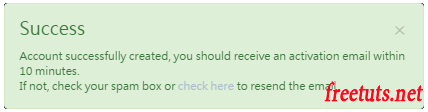 Success
×
Account successfully created, you should receive an activation email within
10 minutes.
If not, check your spam box or check here to resend the email.
freetuts.net